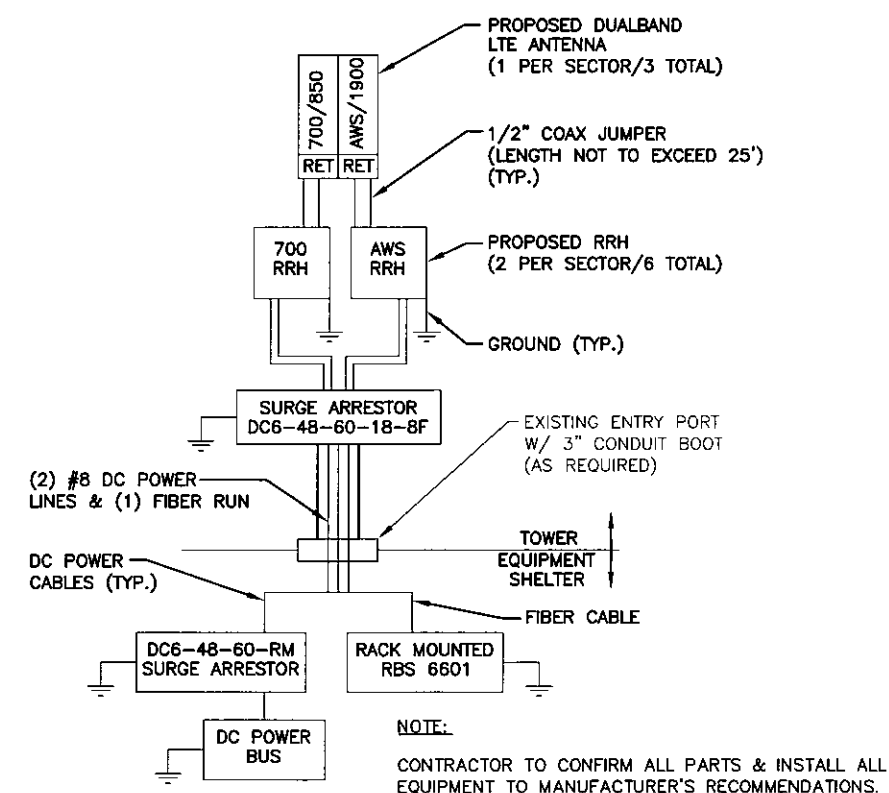 PROPOSED DUALBAND
LTE ANTENNA
(1 PER SECTOR/3 TOTAL)
700/850
AWS/1900
RET
RET
1/2" COAX JUMPER
(LENGTH NOT TO EXCEED 25')
(TYP.)
700
RRH
AWS
RRH
PROPOSED RRH
(2 PER SECTOR/6 TOTAL)
GROUND (TYP.)
SURGE ARRESTOR
DC6-48-60-18-8F
EXISTING ENTRY PORT
W/ 3" CONDUIT BOOT
(AS REQUIRED)
(2) #8 DC POWER
LINES & (1) FIBER RUN
TOWER
EQUIPMENT
SHELTER
DC POWER
CABLES (TYP.)
FIBER CABLE
DC6-48-60-RM
SURGE ARRESTOR
RACK MOUNTED
RBS 6601
DC POWER
BUS
NOTE:
CONTRACTOR TO CONFIRM ALL PARTS & INSTALL ALL
EQUIPMENT TO MANUFACTURER'S RECOMMENDATIONS.